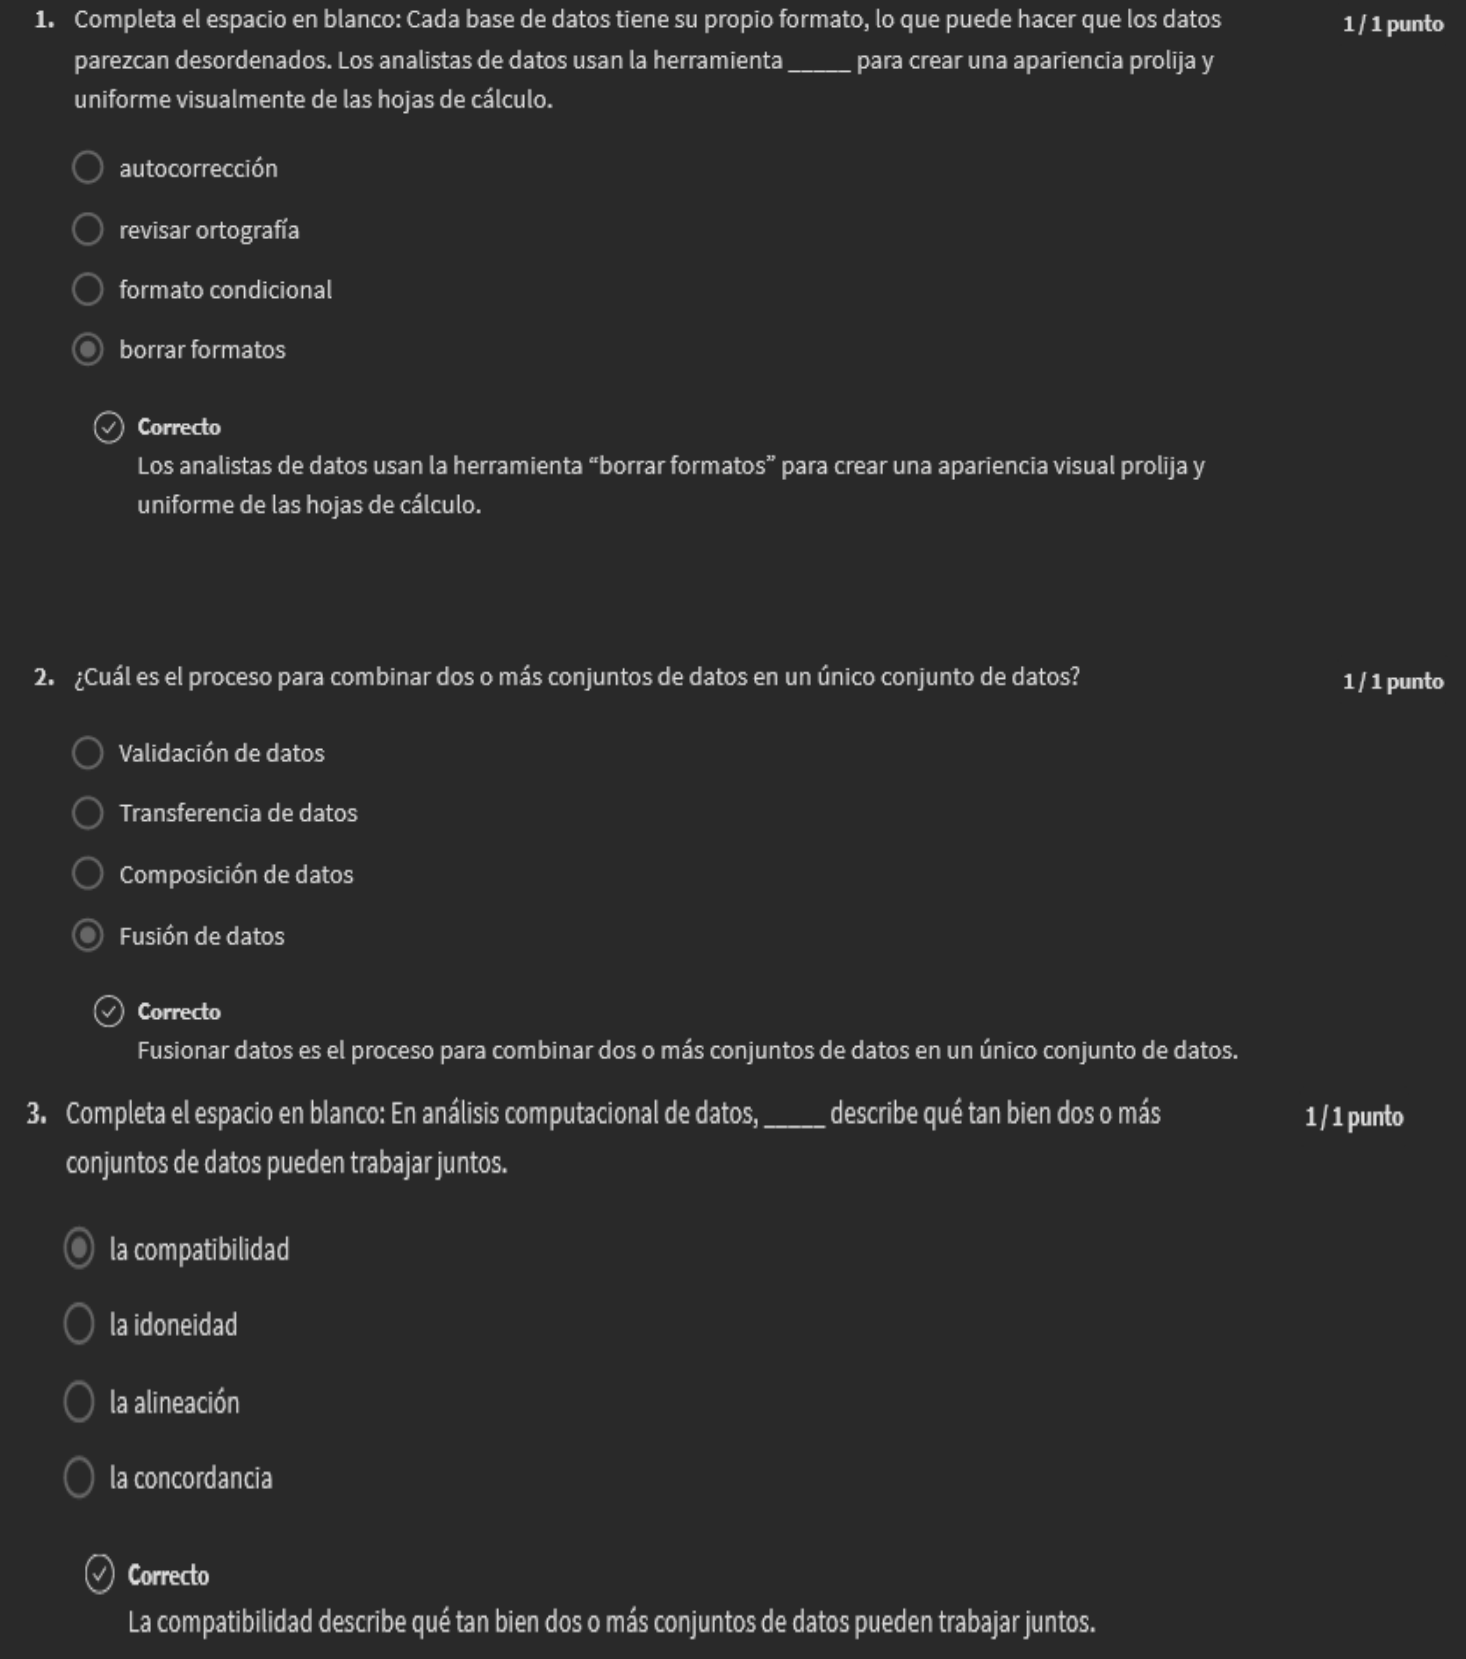 1. Completa el espacio en blanco: Cada base de datos tiene su propio formato, lo que puede hacer que los datos 1 / 1 punto
parezcan desordenados. Los analistas de datos usan la herramienta _____ para crear una apariencia prolija y
uniforme visualmente de las hojas de cálculo.
autocorrección
revisar ortografía
formato condicional
borrar formatos
Correcto
Los analistas de datos usan la herramienta “borrar formatos” para crear una apariencia visual prolija y
uniforme de las hojas de cálculo.
2. ¿Cuál es el proceso para combinar dos o más conjuntos de datos en un único conjunto de datos? 1 / 1 punto
Validación de datos
Transferencia de datos
Composición de datos
Fusión de datos
Correcto
Fusionar datos es el proceso para combinar dos o más conjuntos de datos en un único conjunto de datos.
3. Completa el espacio en blanco: En análisis computacional de datos, _____ describe qué tan bien dos o más 1 / 1 punto
conjuntos de datos pueden trabajar juntos.
la compatibilidad
la idoneidad
la alineación
la concordancia
Correcto
La compatibilidad describe qué tan bien dos o más conjuntos de datos pueden trabajar juntos.